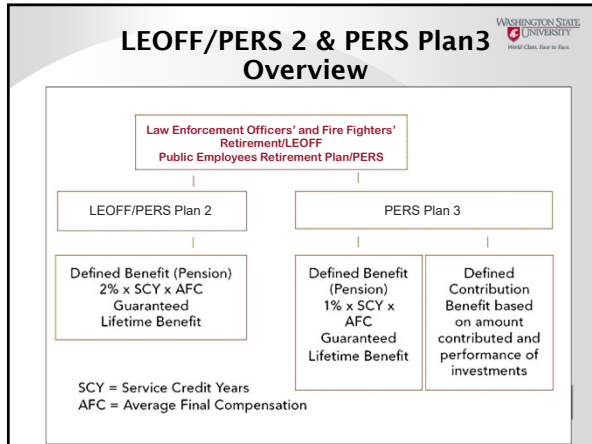 WASHINGTON STATE
UNIVERSITY
World Class. Face to Face.
LEOFF/PERS 2 & PERS Plan3
Overview
Law Enforcement Officers' and Fire Fighters'
Retirement/LEOFF
Public Employees Retirement Plan/PERS
LEOFF/PERS Plan 2
PERS Plan 3
Defined Benefit (Pension)
2% x SCY x AFC
Guaranteed
Lifetime Benefit
Defined
Benefit
(Pension)
1% x SCY x
AFC
Guaranteed
Lifetime Benefit
Defined
Contribution
Benefit based
on amount
contributed and
performance of
investments
SCY = Service Credit Years
AFC = Average Final Compensation